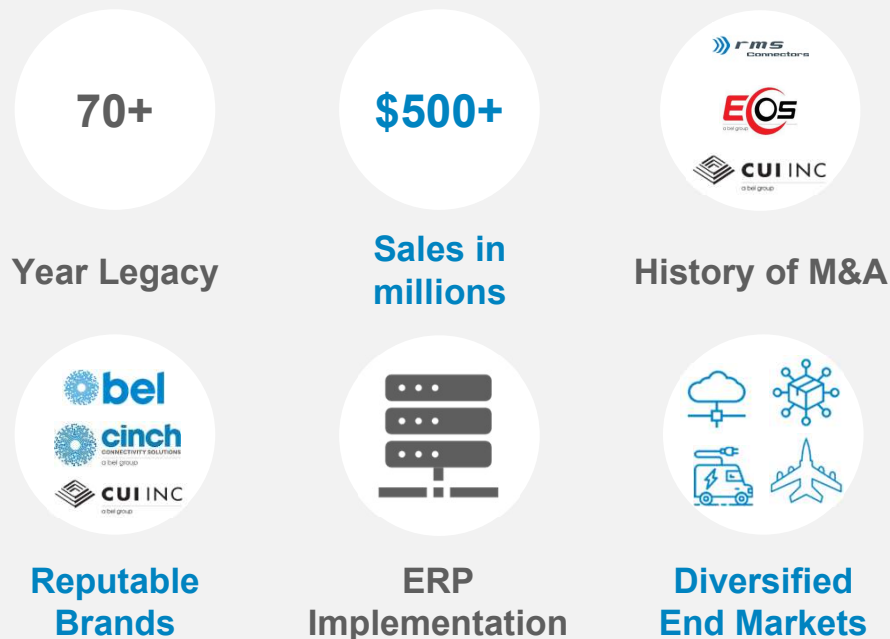 70+
Year Legacy
$500+
Sales in
millions
rms
Connectors
EOS
a bel group
CUI INC
a bel group
History of M&A
bel
cinch
CONNECTIVITY SOLUTIONS
a bel group
CUI INC
a bel group
Reputable
Brands
ERP
Implementation
Diversified
End Markets